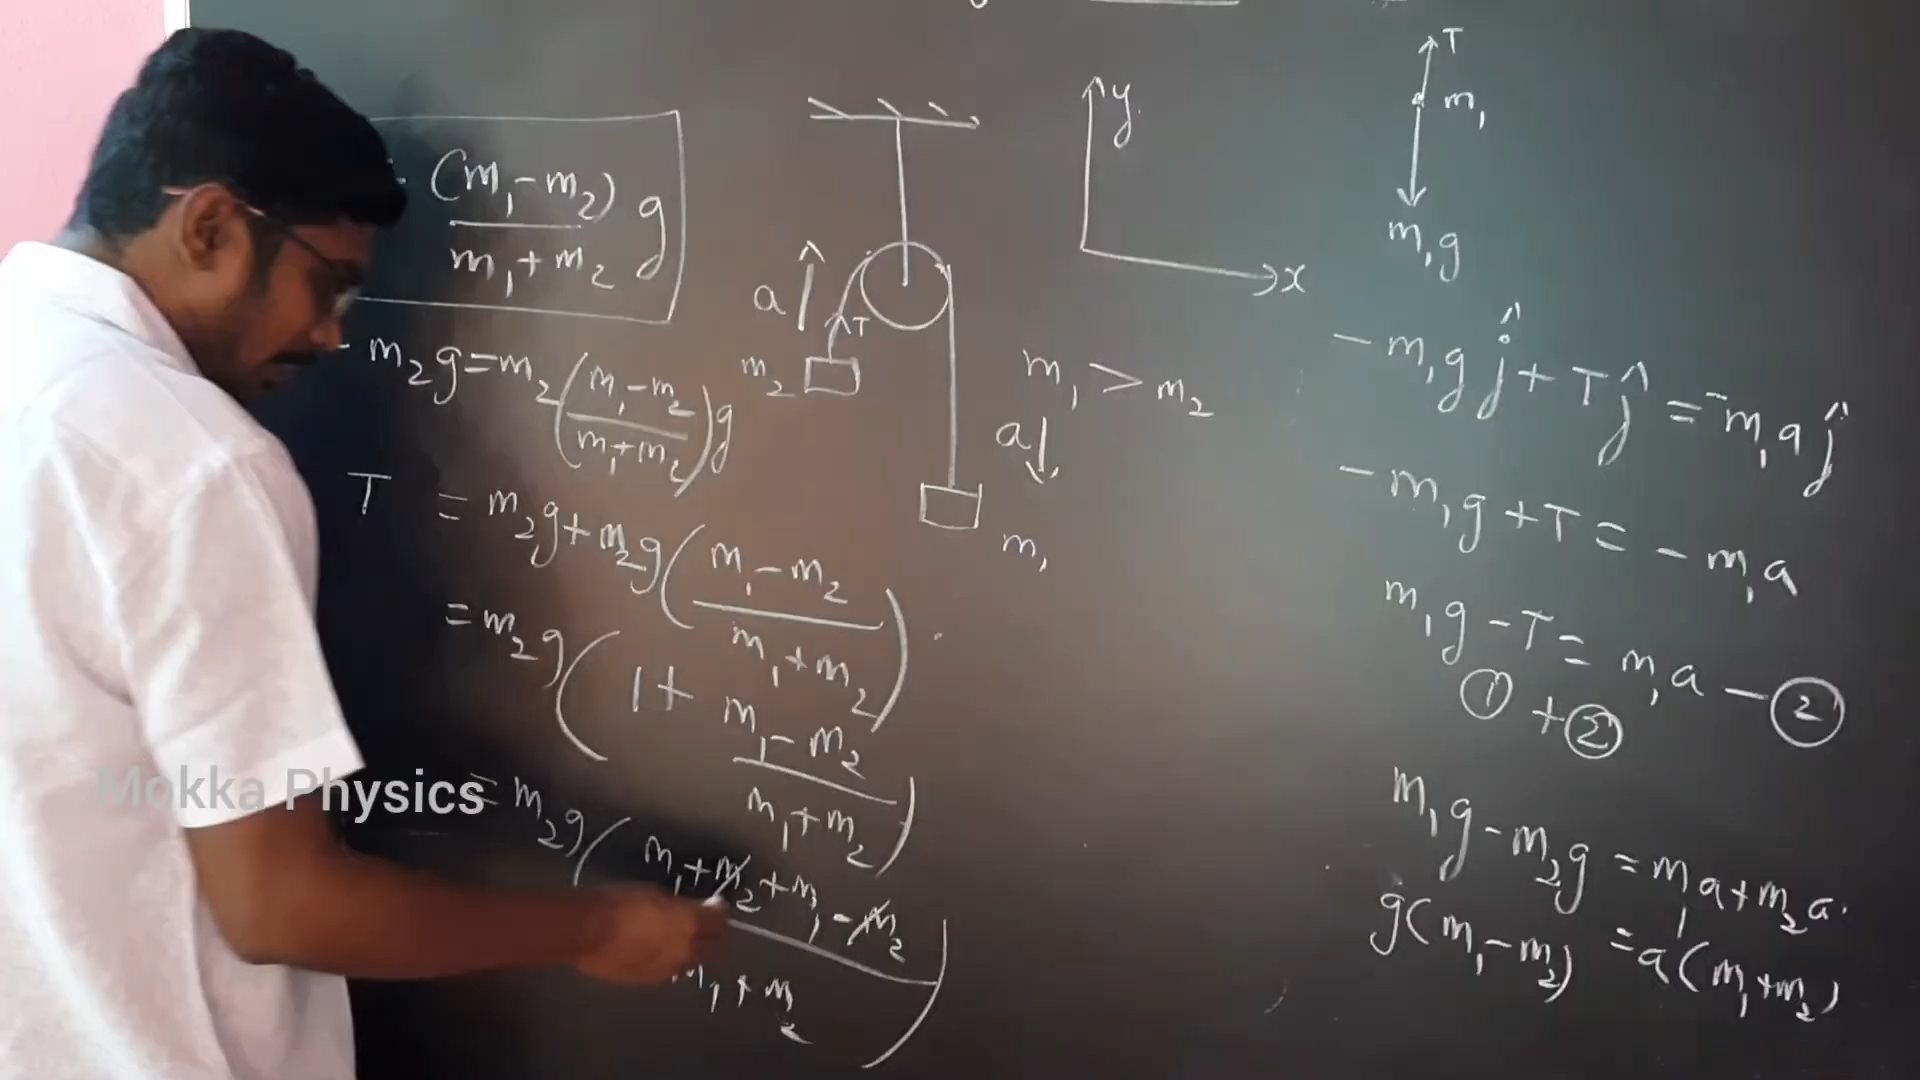 (m₁-m₂)
m₁+m₂ g
- m₂g=m₂(m₁-m₂
m₁+m₂)g
T = m₂g+m₂g(m₁-m₂
m₁+m₂)
=m₂g(1+ m₁-m₂
m₁+m₂)
=m₂g(m₁+m₂+m₁-m₂
m₁+m₂)
a
T
m₂
m₁ > m₂
a
m₁
y
x
T
m₁
m₁g
-m₁g ĵ + T ĵ = -m₁a ĵ
-m₁g+T = -m₁a
m₁g-T= m₁a - ②
① + ②
m₁g-m₂g = m₁a+m₂a.
g(m₁-m₂) = a(m₁+m₂)
Mokka Physics